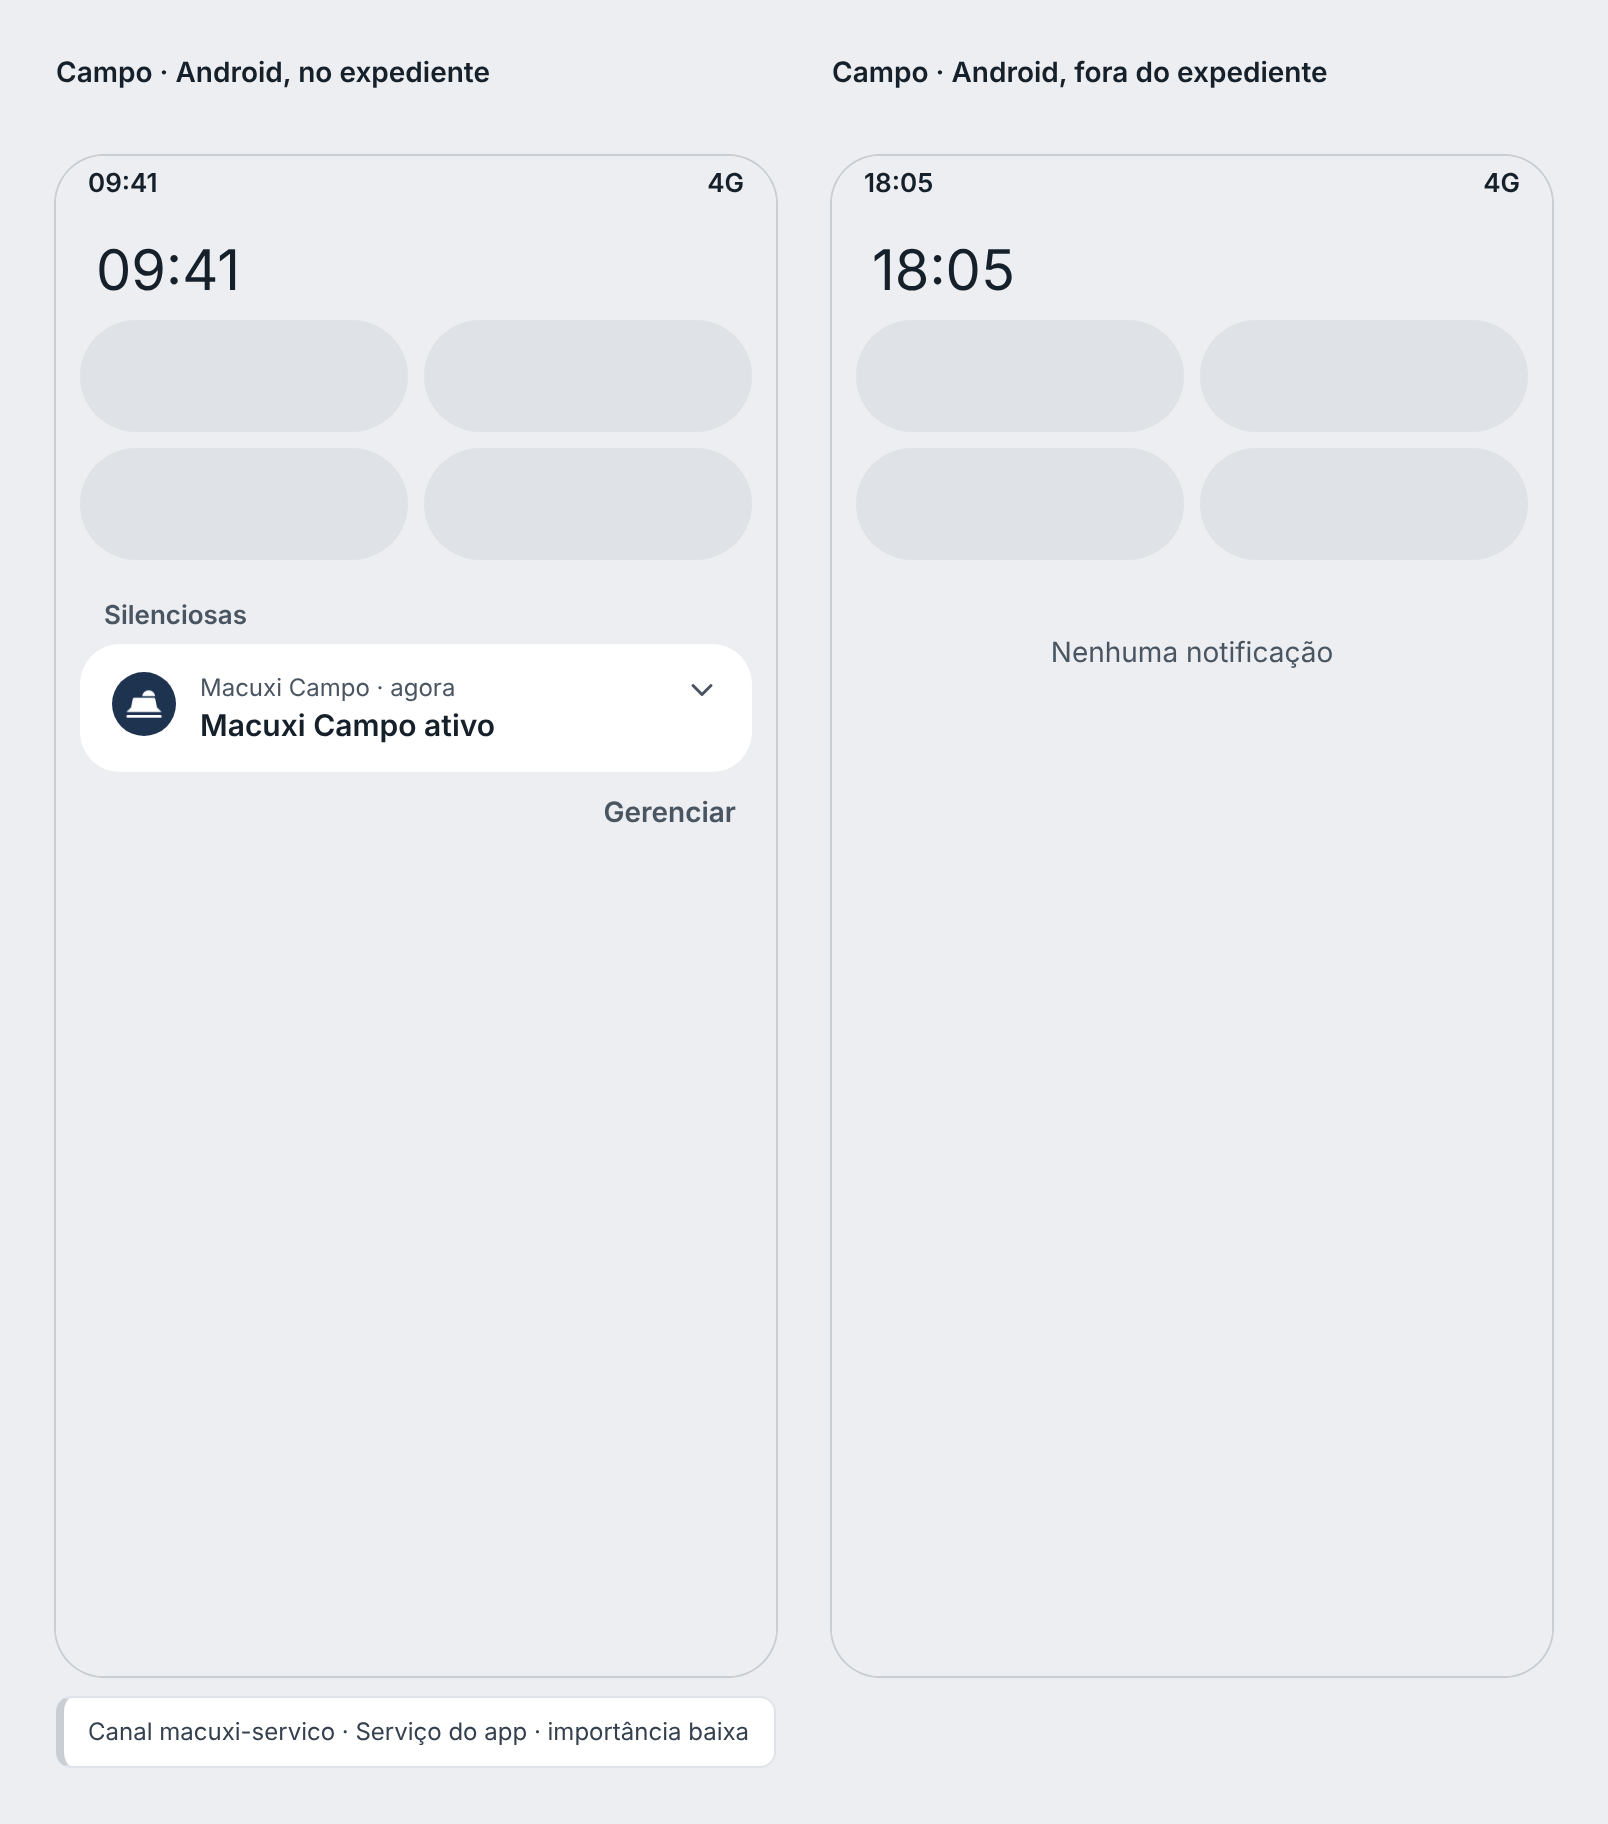 Campo · Android, no expediente
09:41
4G
09:41
Silenciosas
Macuxi Campo · agora
Macuxi Campo ativo
Gerenciar
Canal macuxi-servico · Serviço do app · importância baixa
Campo · Android, fora do expediente
18:05
4G
18:05
Nenhuma notificação